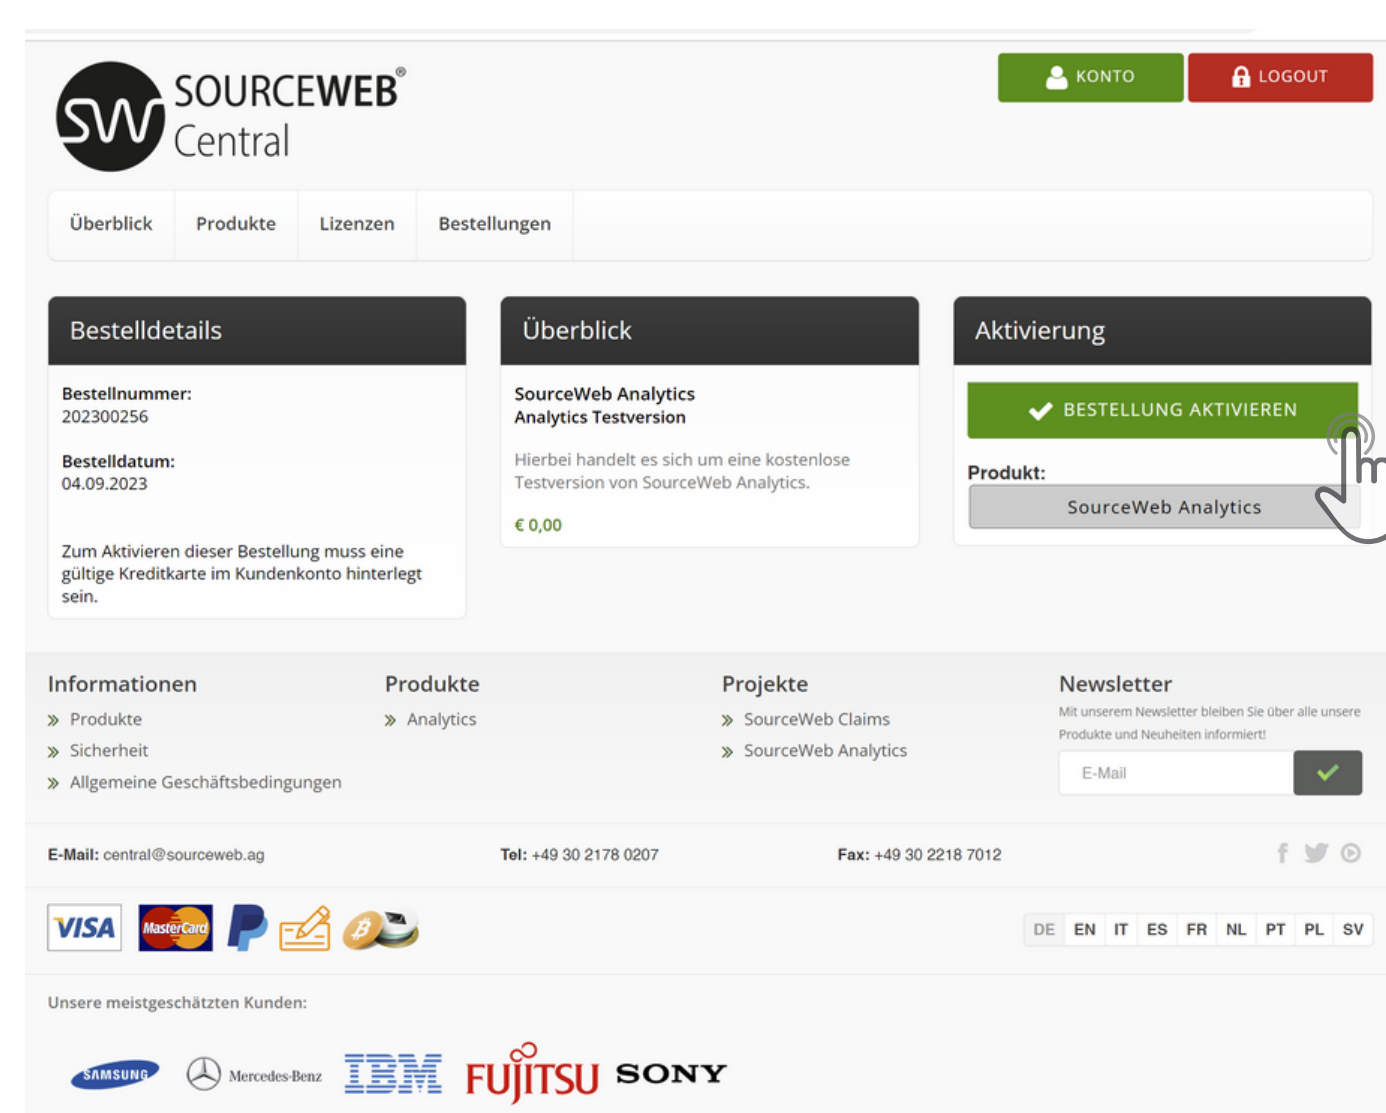 SW SOURCEWEB®
Central
KONTO
LOGOUT
Überblick
Produkte
Lizenzen
Bestellungen
Bestelldetails
Bestellnummer:
202300256
Bestelldatum:
04.09.2023
Zum Aktivieren dieser Bestellung muss eine
gültige Kreditkarte im Kundenkonto hinterlegt
sein.
Überblick
SourceWeb Analytics
Analytics Testversion
Hierbei handelt es sich um eine kostenlose
Testversion von SourceWeb Analytics.
€ 0,00
Aktivierung
BESTELLUNG AKTIVIEREN
Produkt:
SourceWeb Analytics
Informationen
Produkte
Sicherheit
Allgemeine Geschäftsbedingungen
Produkte
Analytics
Projekte
SourceWeb Claims
SourceWeb Analytics
Newsletter
Mit unserem Newsletter bleiben Sie über alle unsere
Produkte und Neuheiten informiert!
E-Mail
E-Mail: central@sourceweb.ag
Tel: +49 30 2178 0207
Fax: +49 30 2218 7012
VISA
MasterCard
DE EN IT ES FR NL PT PL SV
Unsere meistgeschätzten Kunden:
SAMSUNG
Mercedes-Benz
IBM
FUJITSU
SONY